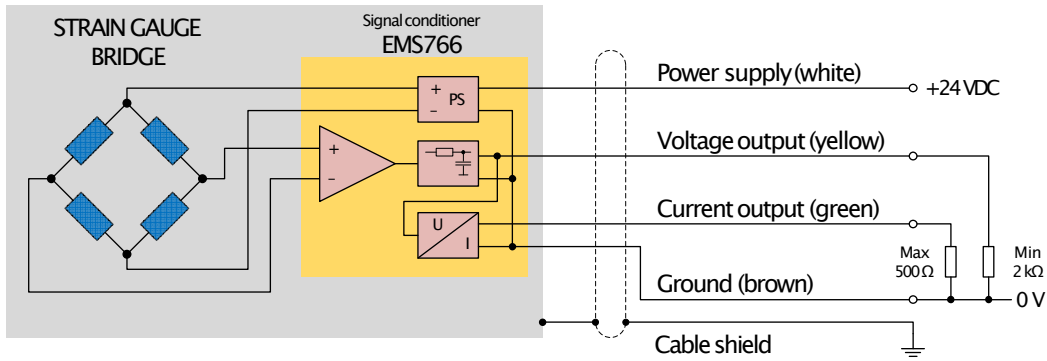 STRAIN GAUGE
BRIDGE
Signal conditioner
EMS766
+
-
PS
+
-
U
I
Power supply (white)
+24 VDC
Voltage output (yellow)
Current output (green)
Max
500 Ω
Min
2 kΩ
Ground (brown)
0 V
Cable shield